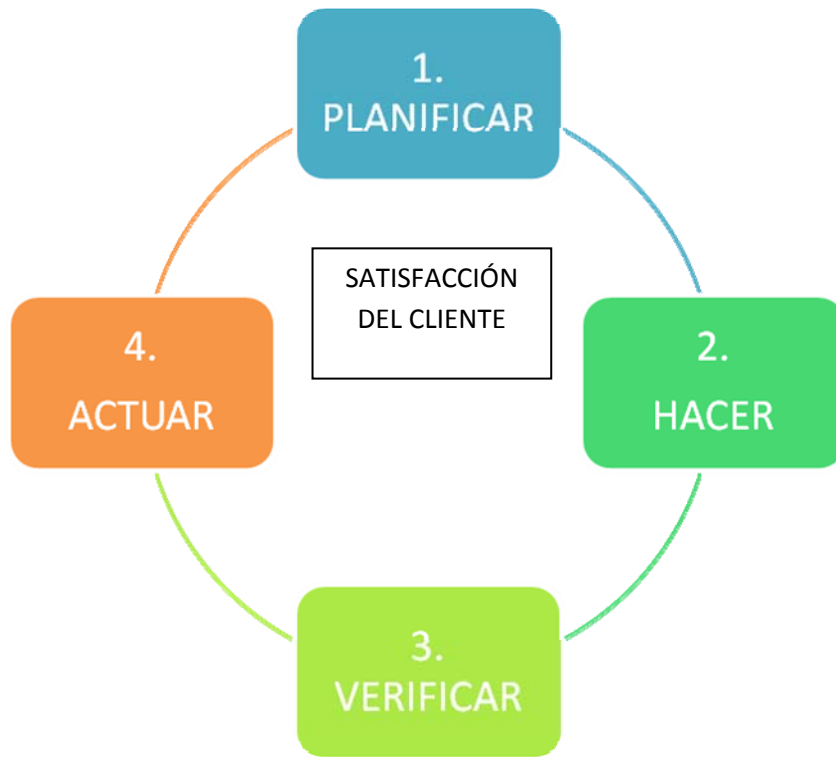 1.
PLANIFICAR
SATISFACCIÓN
DEL CLIENTE
2.
HACER
3.
VERIFICAR
4.
ACTUAR